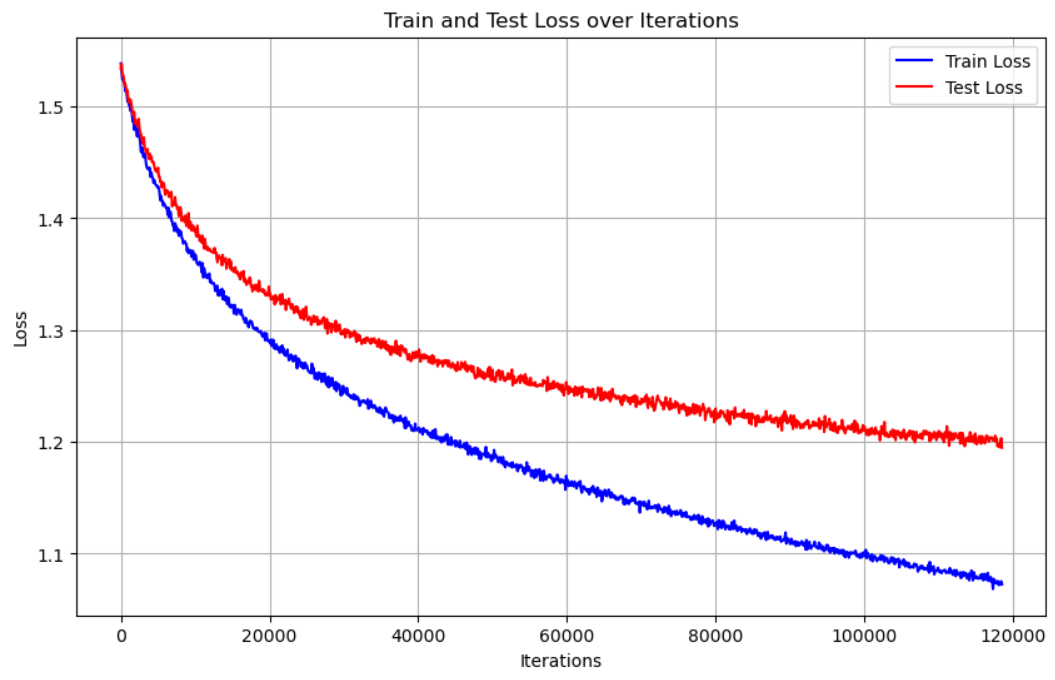 Train and Test Loss over Iterations
Train Loss
Test Loss
Loss
1.5
1.4
1.3
1.2
1.1
0
20000
40000
60000
80000
100000
120000
Iterations